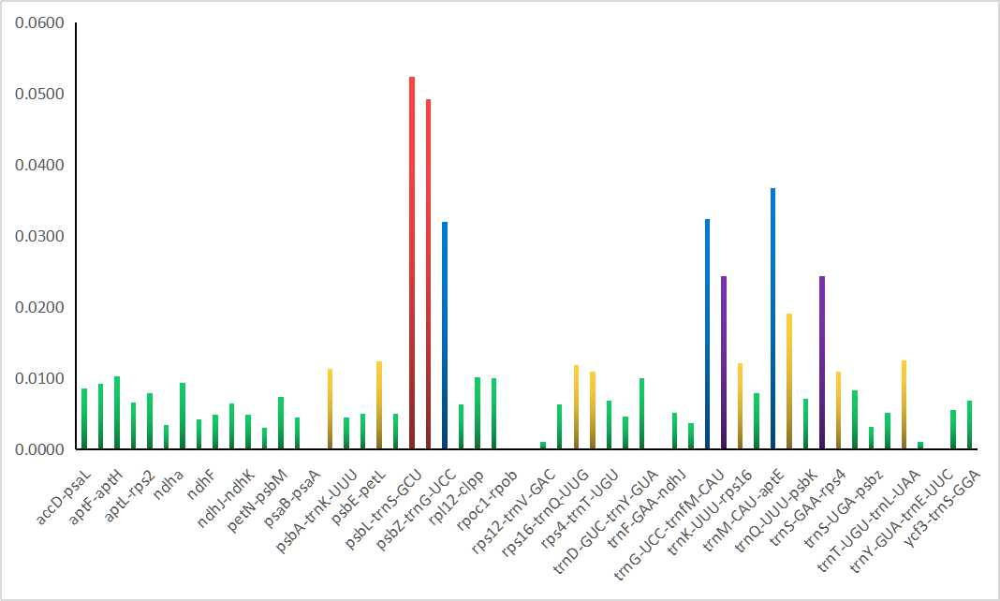 0.0600
0.0500
0.0400
0.0300
0.0200
0.0100
0.0000
accD-psaL
aptF-aptH
aptL-rps2
ndha
ndhF
ndhJ-ndhK
petN-psbM
psaB-psaA
psbA-trnK-UUU
psbE-petL
psbL-trnS-GCU
psbZ-trnG-UCC
rpl12-clpp
rpoc1-rpob
rps12-trnV-GAC
rps16-trnQ-UUG
rps4-trnT-UGU
trnD-GUC-trnY-GUA
trnF-GAA-ndhJ
trnG-UCC-trnfM-CAU
trnK-UUU-rps16
trnM-CAU-aptE
trnQ-UUU-psbK
trnS-GAA-rps4
trnS-UGA-psbz
trnT-UGU-trnL-UAA
trnY-GUA-trnE-UUC
ycf3-trnS-GGA